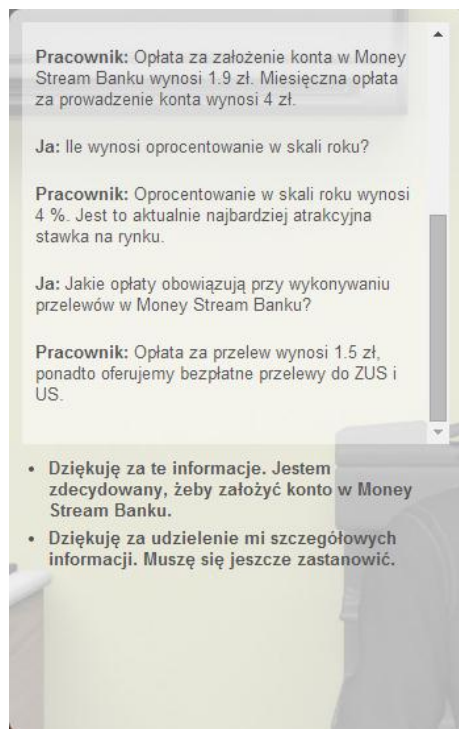 Pracownik: Opłata za założenie konta w Money
Stream Banku wynosi 1.9 zł. Miesięczna opłata
za prowadzenie konta wynosi 4 zł.
Ja: Ile wynosi oprocentowanie w skali roku?
Pracownik: Oprocentowanie w skali roku wynosi
4 %. Jest to aktualnie najbardziej atrakcyjna
stawka na rynku.
Ja: Jakie opłaty obowiązują przy wykonywaniu
przelewów w Money Stream Banku?
Pracownik: Opłata za przelew wynosi 1.5 zł,
ponadto oferujemy bezpłatne przelewy do ZUS i
US.
• Dziękuję za te informacje. Jestem
zdecydowany, żeby założyć konto w Money
Stream Banku.
• Dziękuję za udzielenie mi szczegółowych
informacji. Muszę się jeszcze zastanowić.